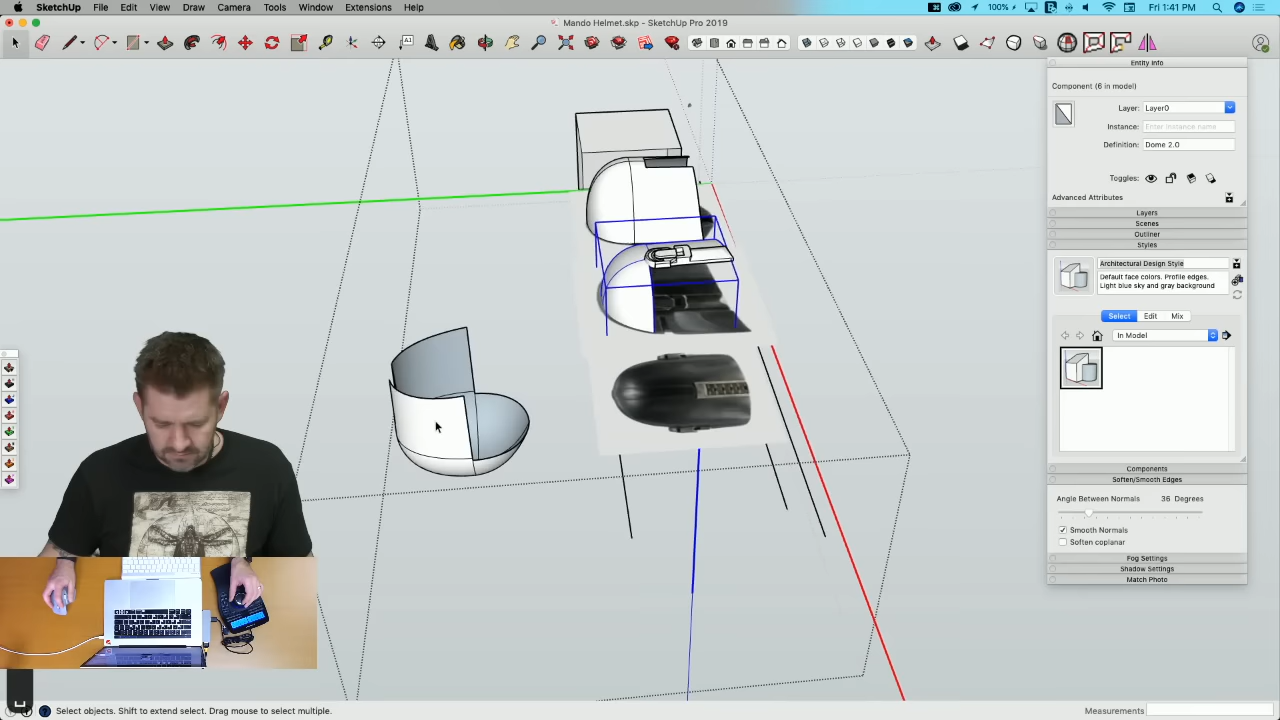 SketchUp File Edit View Draw Camera Tools Window Extensions Help
100% Fri 1:41 PM
Mando Helmet.skp - SketchUp Pro 2019
Entity Info
Component (6 in model)
Layer: Layer0
Instance: Enter instance name
Definition: Dome 2.0
Toggles:
Advanced Attributes
Layers
Scenes
Outliner
Styles
Architectural Design Style
Default face colors. Profile edges.
Light blue sky and gray background
Select Edit Mix
In Model
Components
Soften/Smooth Edges
Angle Between Normals 36 Degrees
Smooth Normals
Soften coplanar
Fog Settings
Shadow Settings
Match Photo
Select objects. Shift to extend select. Drag mouse to select multiple.
Measurements